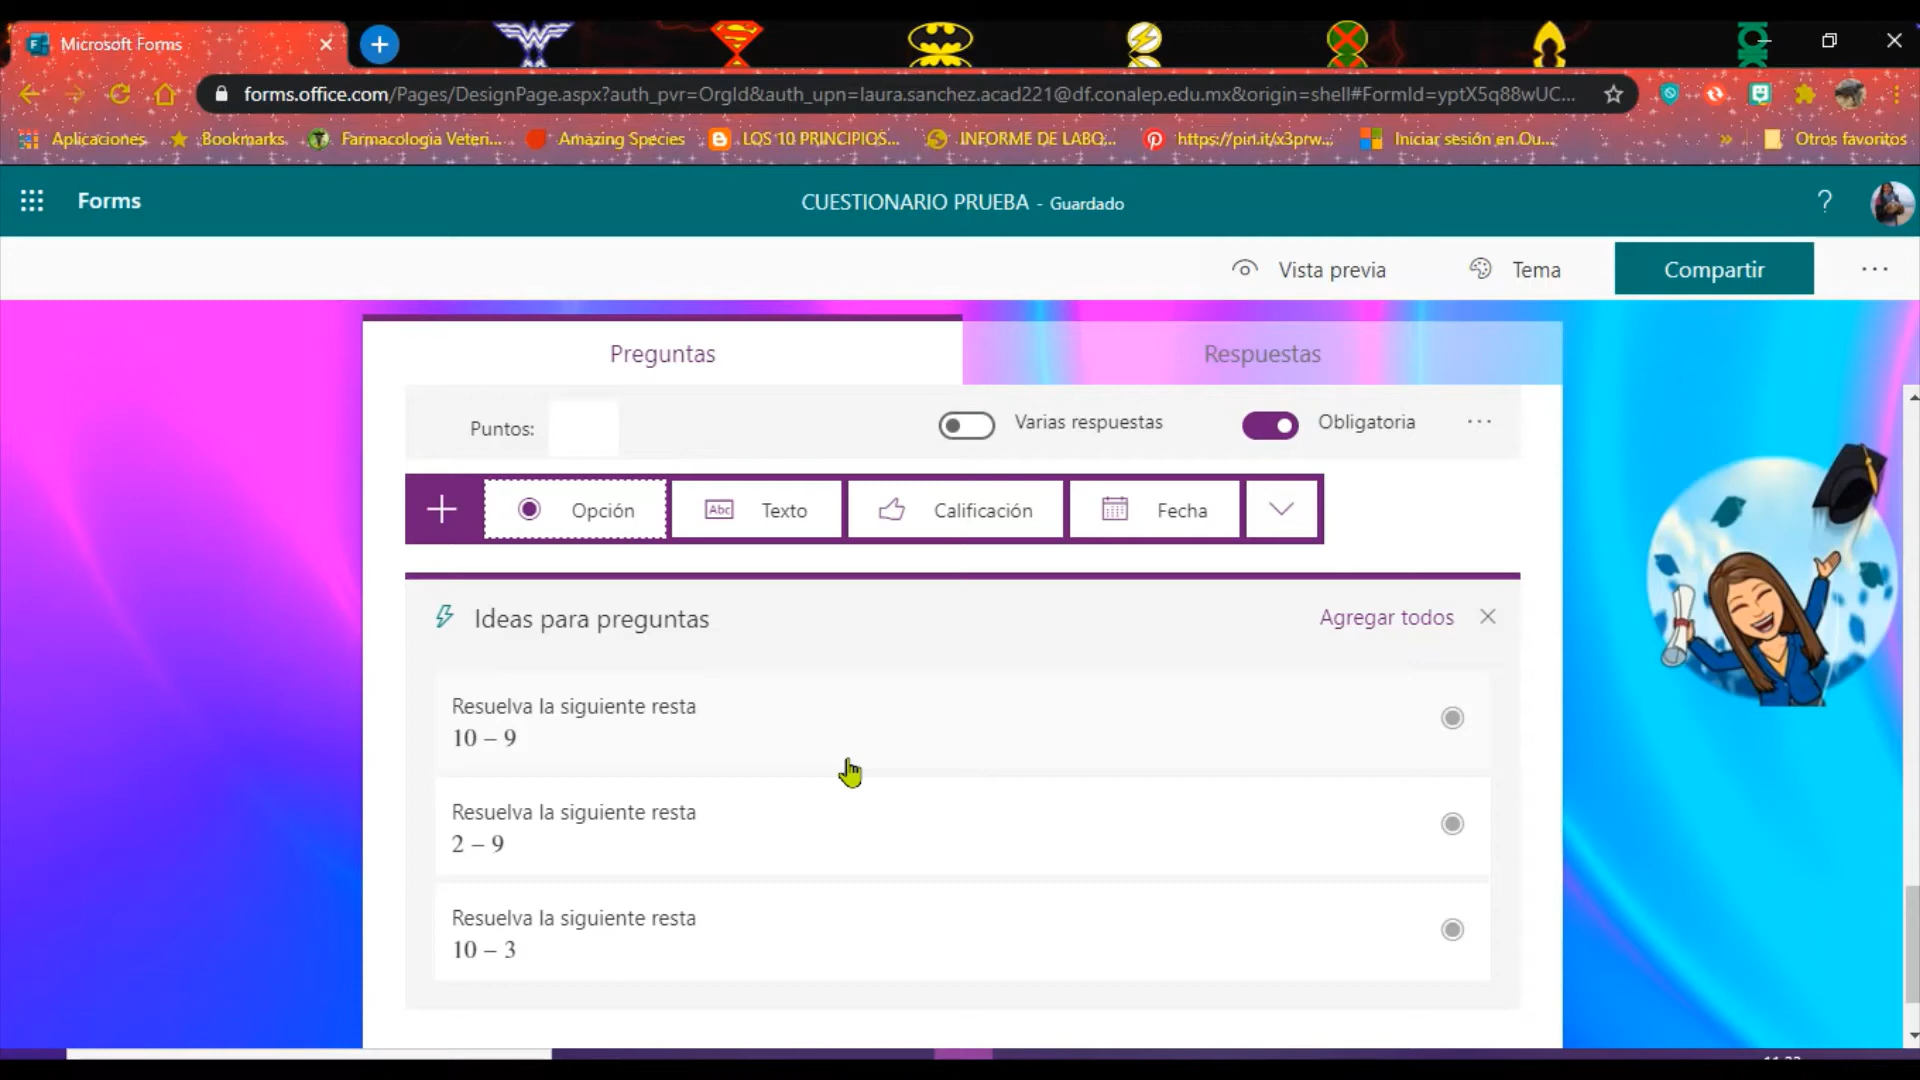 Microsoft Forms
forms.office.com/Pages/DesignPage.aspx?auth_pvr=OrgId&auth_upn=laura.sanchez.acad221@df.conalep.edu.mx&origin=shell#FormId=yptX5q88wUC...
Aplicaciones
Bookmarks
Farmacologia Veteri...
Amazing Species
LOS 10 PRINCIPIOS...
INFORME DE LABO...
https://pin.it/x3prw...
Iniciar sesión en Ou...
»
Otros favoritos
Forms
CUESTIONARIO PRUEBA - Guardado
?
Vista previa
Tema
Compartir
...
Preguntas
Respuestas
Puntos:
Varias respuestas
Obligatoria
...
Opción
Abc
Texto
Calificación
Fecha
Ideas para preguntas
Agregar todos
Resuelva la siguiente resta
10 – 9
Resuelva la siguiente resta
2 – 9
Resuelva la siguiente resta
10 – 3